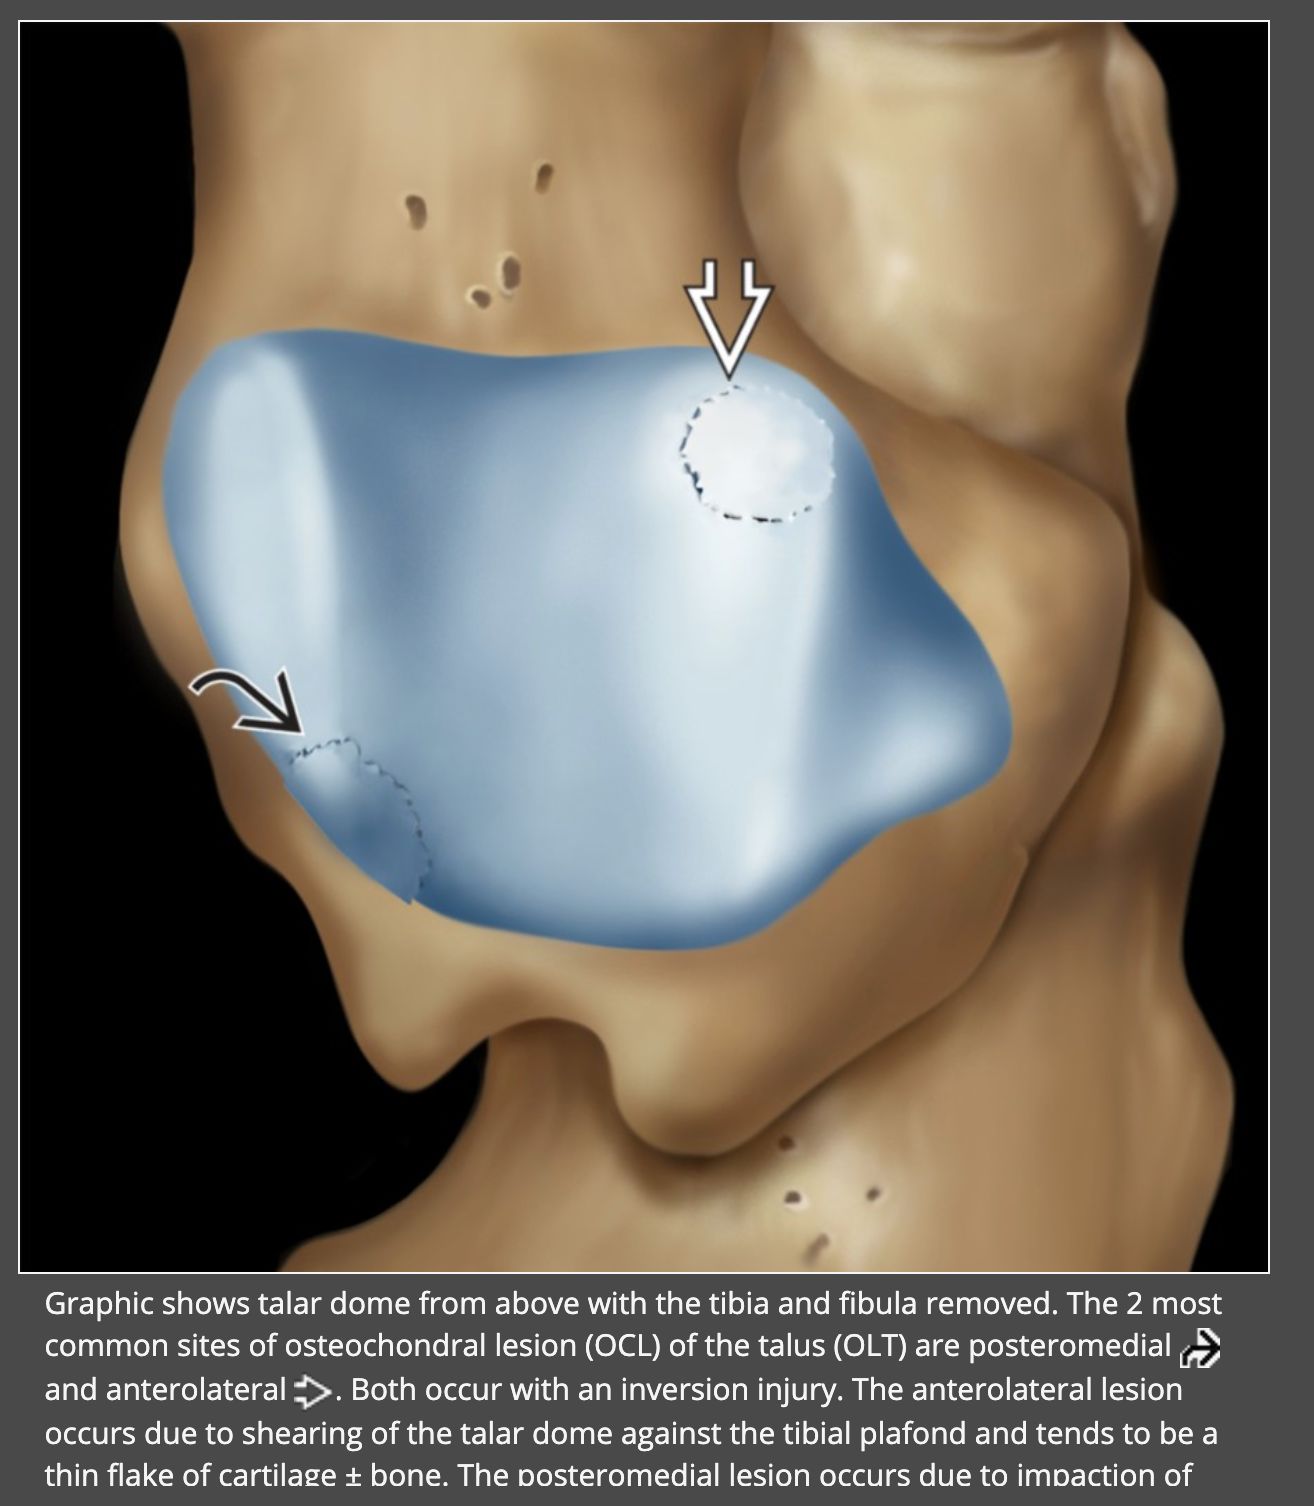 Graphic shows talar dome from above with the tibia and fibula removed. The 2 most
common sites of osteochondral lesion (OCL) of the talus (OLT) are posteromedial
and anterolateral . Both occur with an inversion injury. The anterolateral lesion
occurs due to shearing of the talar dome against the tibial plafond and tends to be a
thin flake of cartilage ± bone. The posteromedial lesion occurs due to impaction of